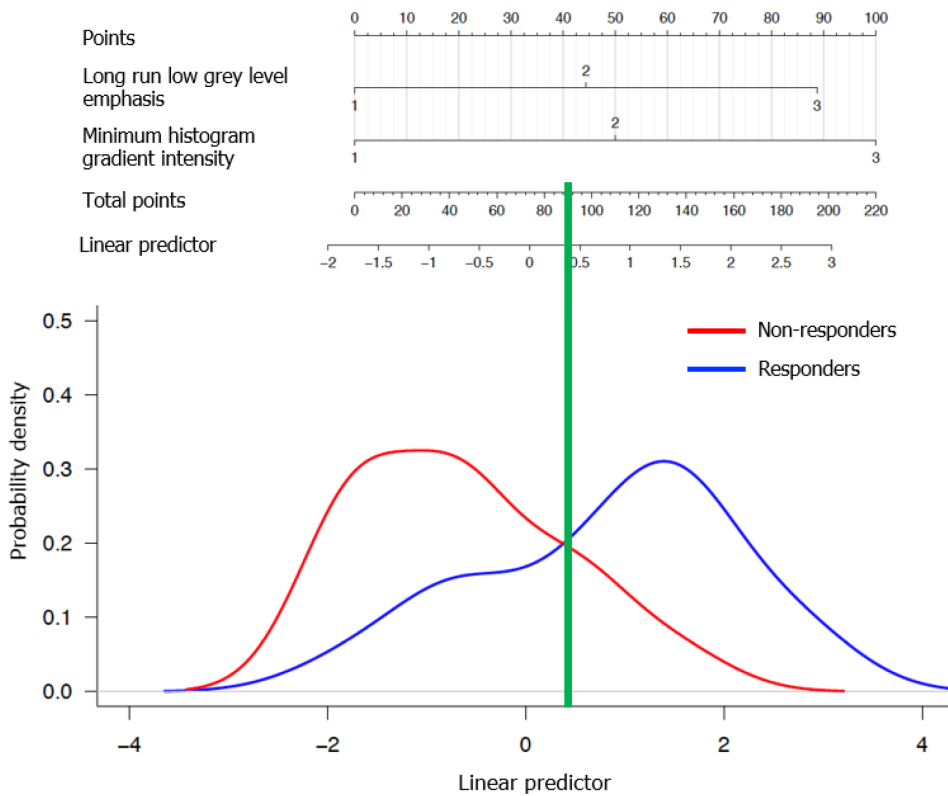 0 10 20 30 40 50 60 70 80 90 100
Points
Long run low grey level
emphasis
2
1 3
Minimum histogram
gradient intensity
2
1 3
Total points
0 20 40 60 80 100 120 140 160 180 200 220
Linear predictor
−2 −1.5 −1 −0.5 0 0.5 1 1.5 2 2.5 3
0.5
0.4
0.3
0.2
0.1
0.0
Probability density
Non-responders
Responders
−4 −2 0 2 4
Linear predictor